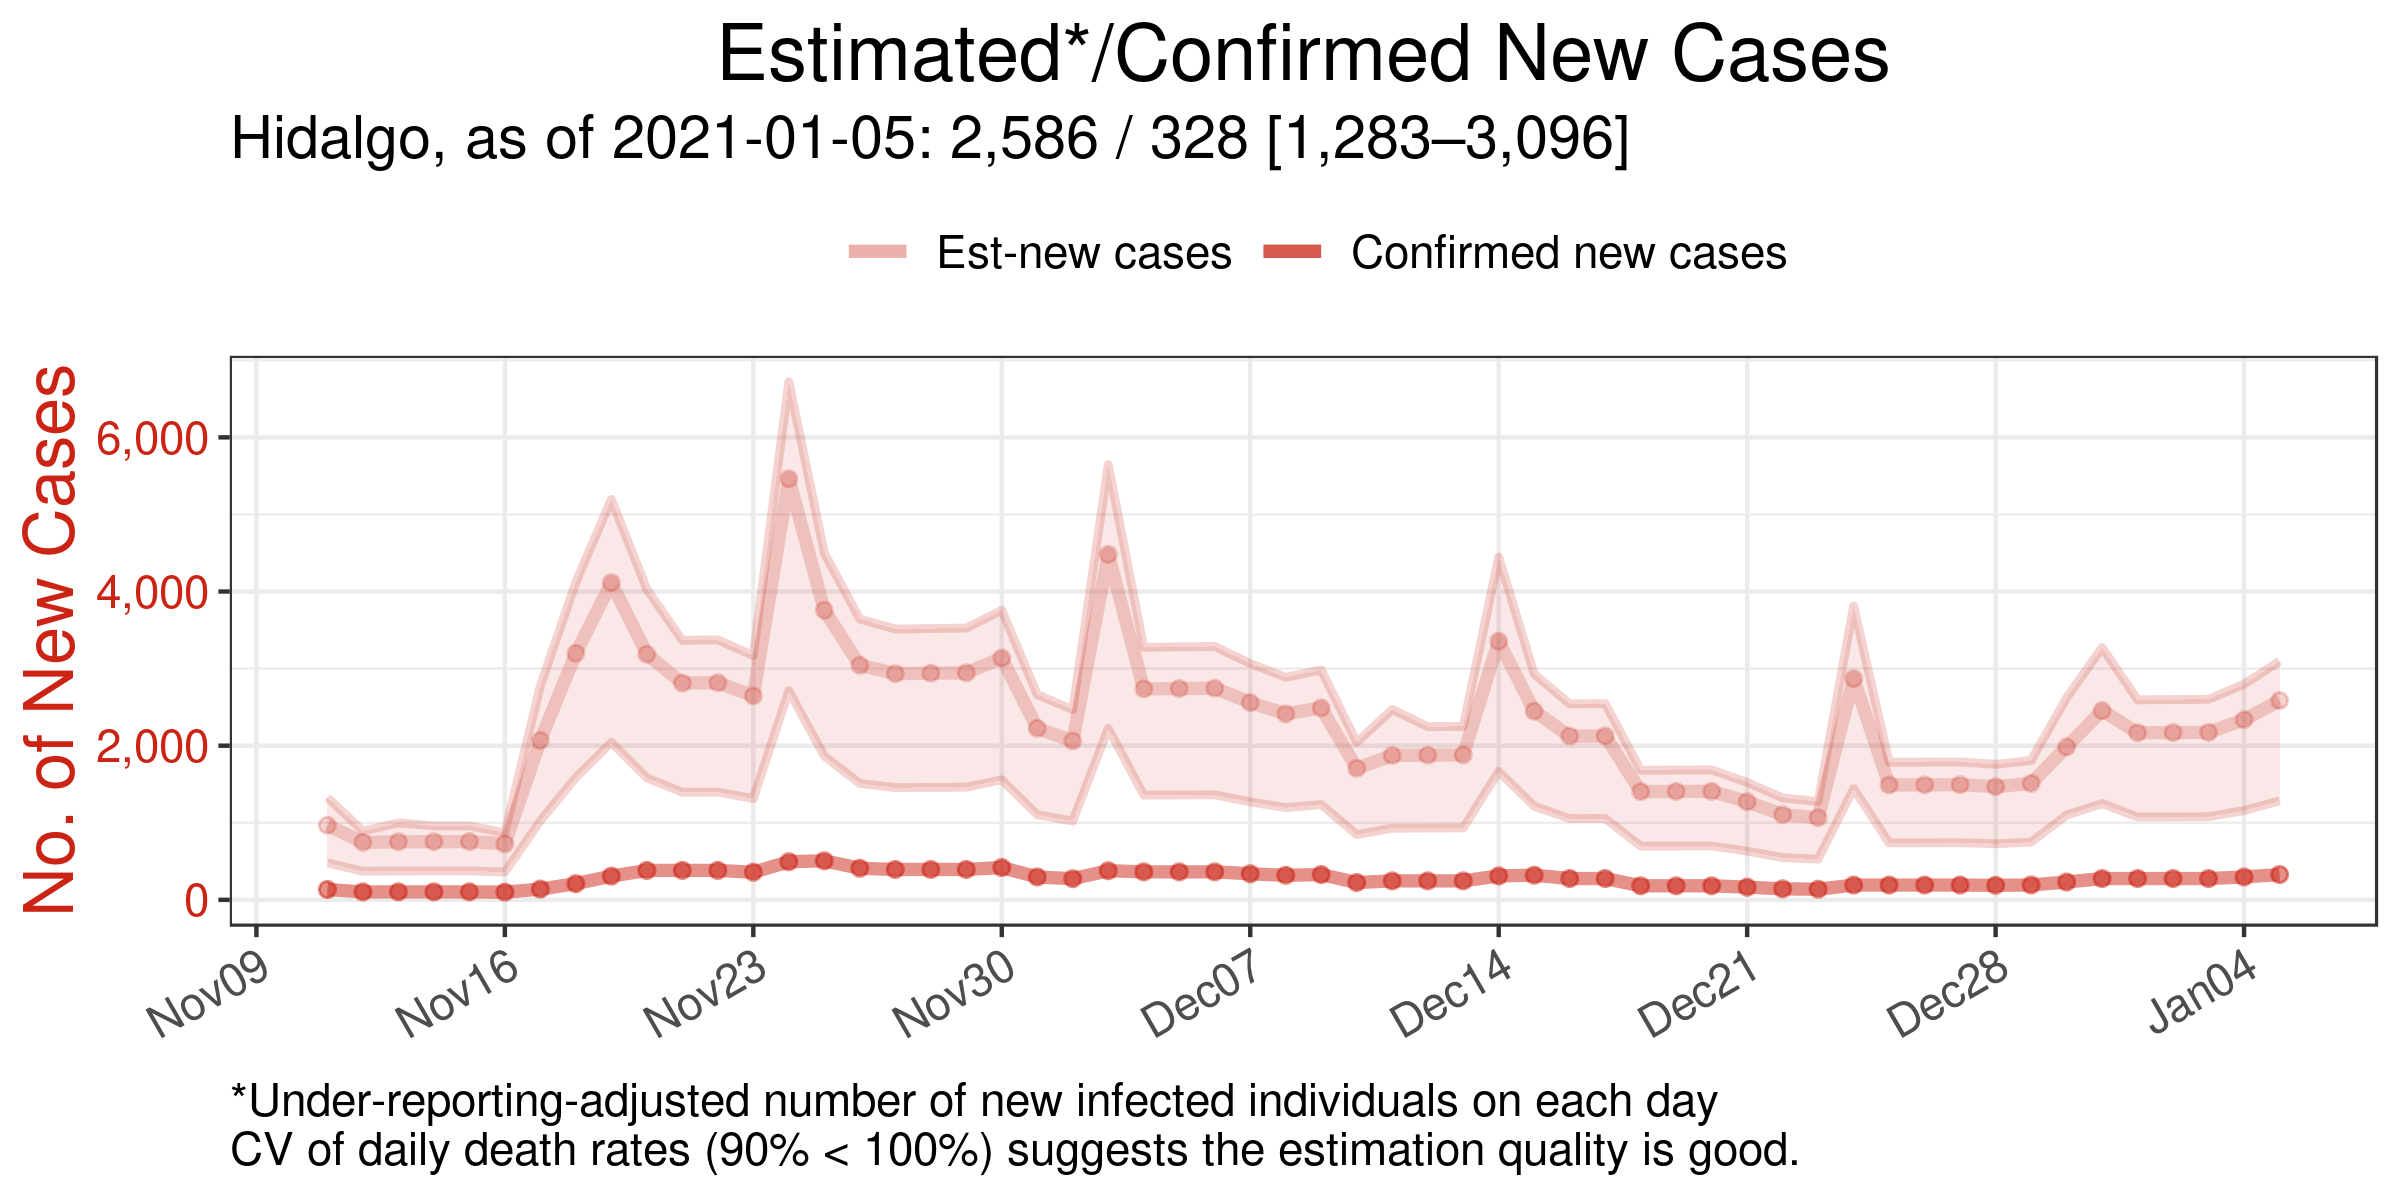 Estimated*/Confirmed New Cases
Hidalgo, as of 2021-01-05: 2,586 / 328 [1,283–3,096]
Est-new cases
Confirmed new cases
No. of New Cases
6,000
4,000
2,000
0
Nov09
Nov16
Nov23
Nov30
Dec07
Dec14
Dec21
Dec28
Jan04
*Under-reporting-adjusted number of new infected individuals on each day
CV of daily death rates (90% < 100%) suggests the estimation quality is good.